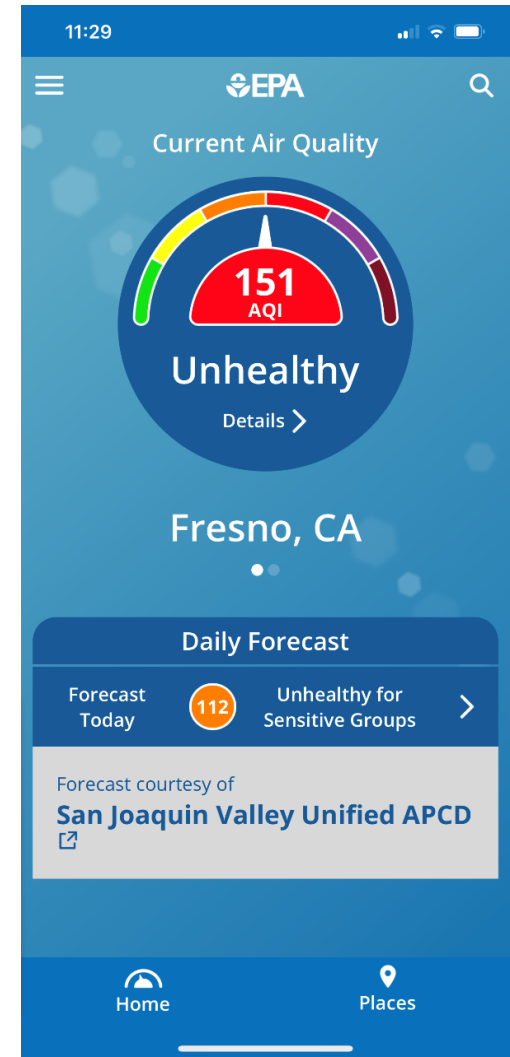 11:29
EPA
Current Air Quality
151
AQI
Unhealthy
Details
Fresno, CA
Daily Forecast
Forecast
Today
112
Unhealthy for
Sensitive Groups
Forecast courtesy of
San Joaquin Valley Unified APCD
Home
Places